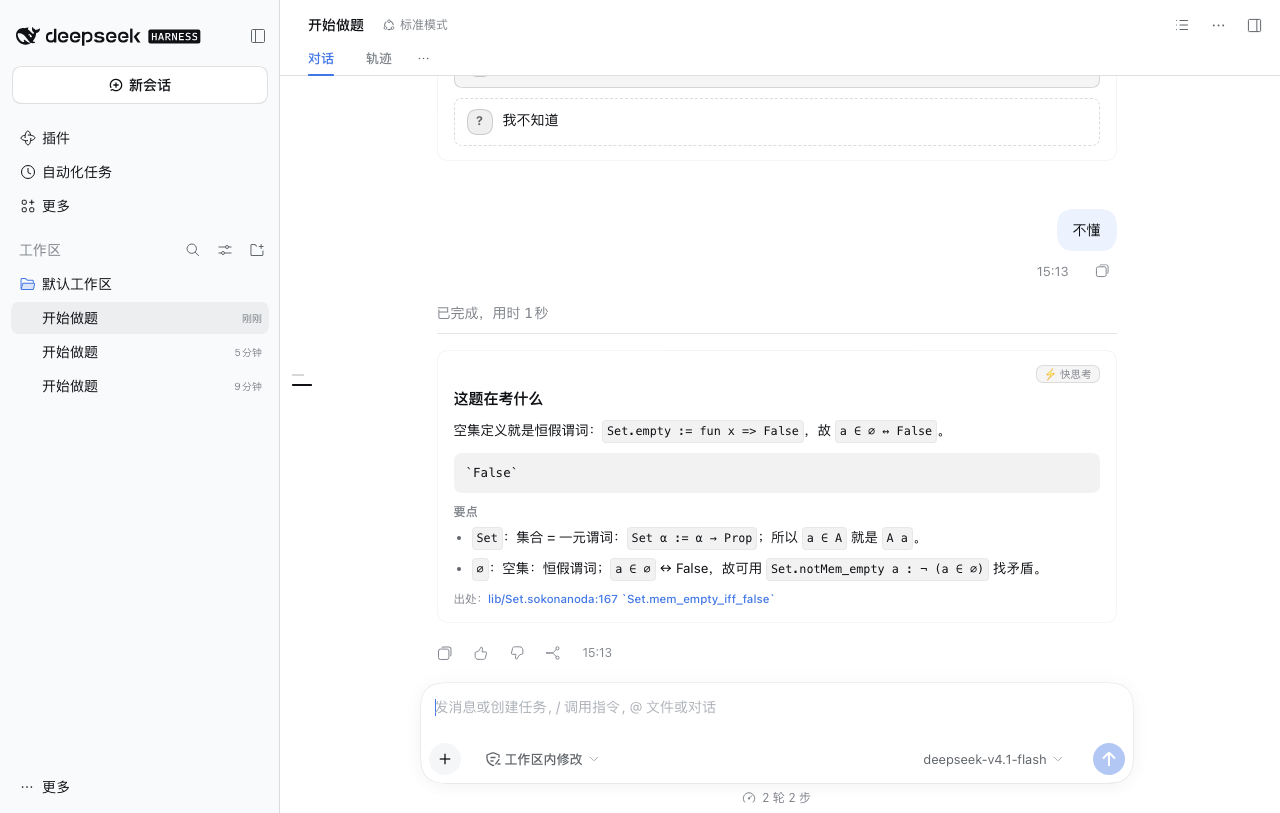 deepseek HARNESS
新会话
插件
自动化任务
更多
工作区
默认工作区
开始做题 刚刚
开始做题 5分钟
开始做题 9分钟
更多
开始做题 标准模式
对话 轨迹 ···
? 我不知道
不懂
15:13
已完成，用时 1秒
⚡ 快思考
这题在考什么
空集定义就是恒假谓词：Set.empty := fun x => False，故 a ∈ ∅ ↔ False。
`False`
要点
• Set：集合 = 一元谓词：Set α := α → Prop；所以 a ∈ A 就是 A a。
• ∅：空集：恒假谓词；a ∈ ∅ ↔ False，故可用 Set.notMem_empty a : ¬ (a ∈ ∅) 找矛盾。
出处：lib/Set.sokonanoda:167 `Set.mem_empty_iff_false`
15:13
发消息或创建任务, / 调用指令, @ 文件或对话
工作区内修改 deepseek-v4.1-flash
2 轮 2 步